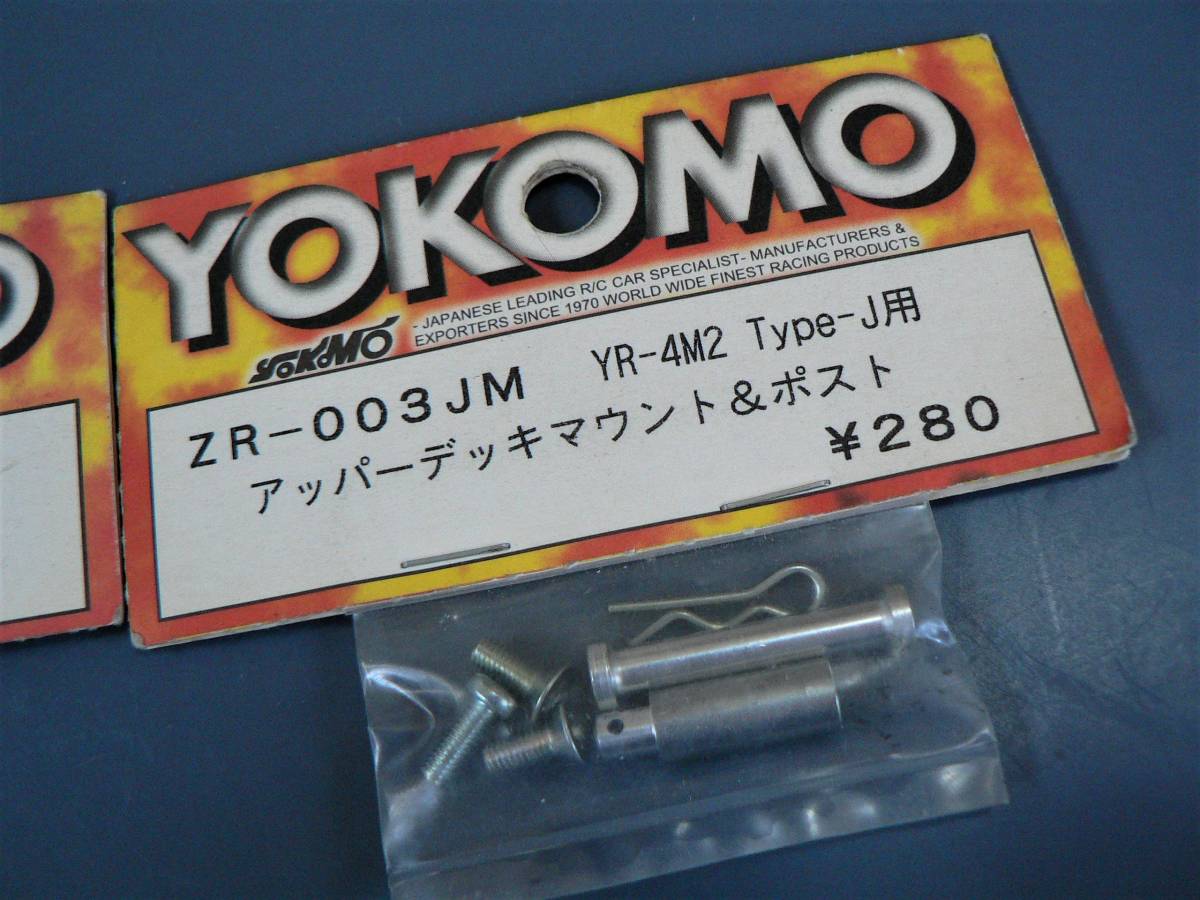 YOKOMO
YOKOMO
- JAPANESE LEADING R/C CAR SPECIALIST- MANUFACTURERS &
EXPORTERS SINCE 1970 WORLD WIDE FINEST RACING PRODUCTS
ZR-003JM YR-4M2 Type-J用
アッパーデッキマウント&ポスト
¥280
O